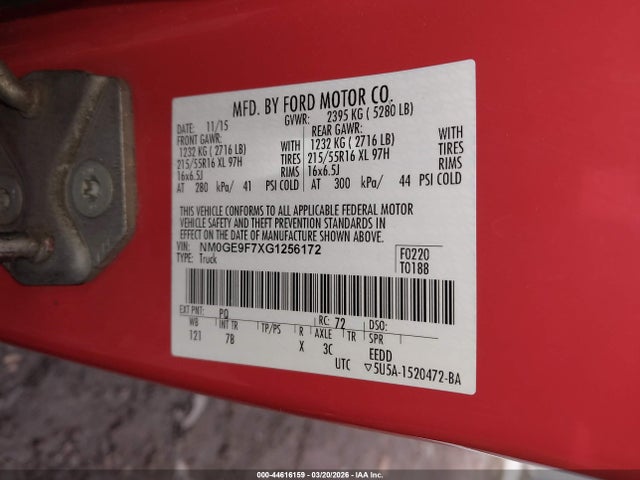 MFD. BY FORD MOTOR CO.
DATE: 11/15 GVWR: 2395 KG ( 5280 LB)
FRONT GAWR: REAR GAWR:
1232 KG ( 2716 LB) WITH 1232 KG ( 2716 LB) WITH
215/55R16 XL 97H TIRES 215/55R16 XL 97H TIRES
16x6.5J RIMS 16x6.5J RIMS
AT 280 kPa/ 41 PSI COLD AT 300 kPa/ 44 PSI COLD
THIS VEHICLE CONFORMS TO ALL APPLICABLE FEDERAL MOTOR
VEHICLE SAFETY AND THEFT PREVENTION STANDARDS IN
EFFECT ON THE DATE OF MANUFACTURE SHOWN ABOVE.
VIN: NM0GE9F7XG1256172 F0220
TYPE: Truck T018B
EXT PNT: PQ RC: 72 DSO:
WB INT TR TP/PS R AXLE TR SPR
121 7B X 3C EEDD
UTC ▽5U5A-1520472-BA
000-44616159 - 03/20/2026 - IAA Inc.